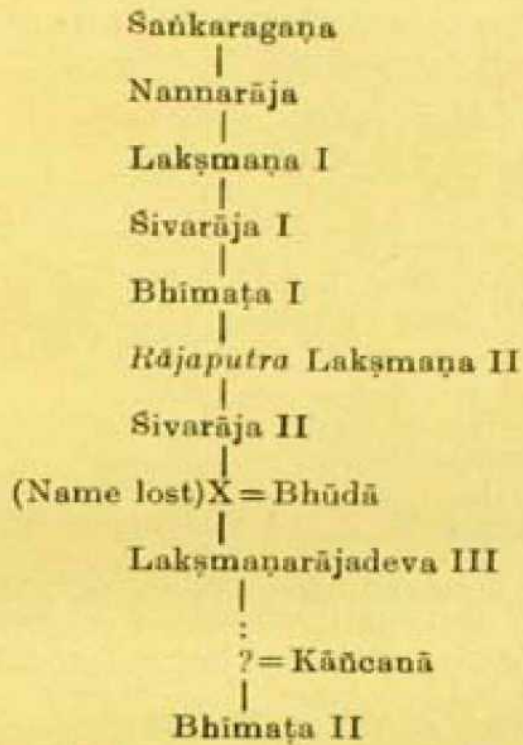 Śaṅkaragaṇa
Nannarāja
Lakṣmaṇa I
Śivarāja I
Bhīmaṭa I
Rājaputra Lakṣmaṇa II
Śivarāja II
(Name lost)X=Bhūdā
Lakṣmaṇarājadeva III
:
?=Kāñcanā
Bhīmaṭa II